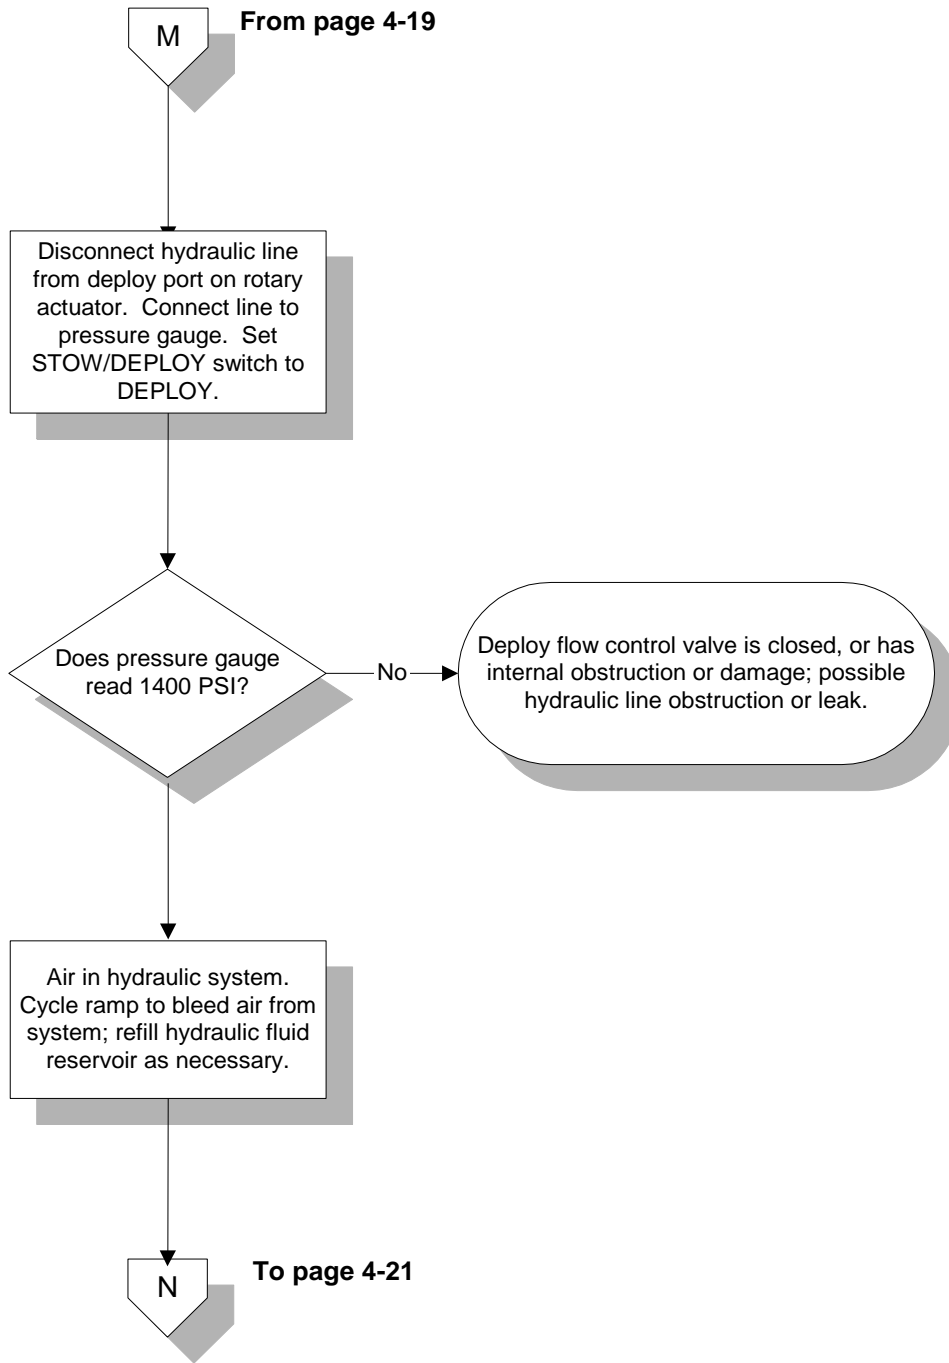 M
From page 4-19
Disconnect hydraulic line
from deploy port on rotary
actuator.  Connect line to
pressure gauge.  Set
STOW/DEPLOY switch to
DEPLOY.
Does pressure gauge
read 1400 PSI?
No
Deploy flow control valve is closed, or has
internal obstruction or damage; possible
hydraulic line obstruction or leak.
Air in hydraulic system.
Cycle ramp to bleed air from
system; refill hydraulic fluid
reservoir as necessary.
N
To page 4-21